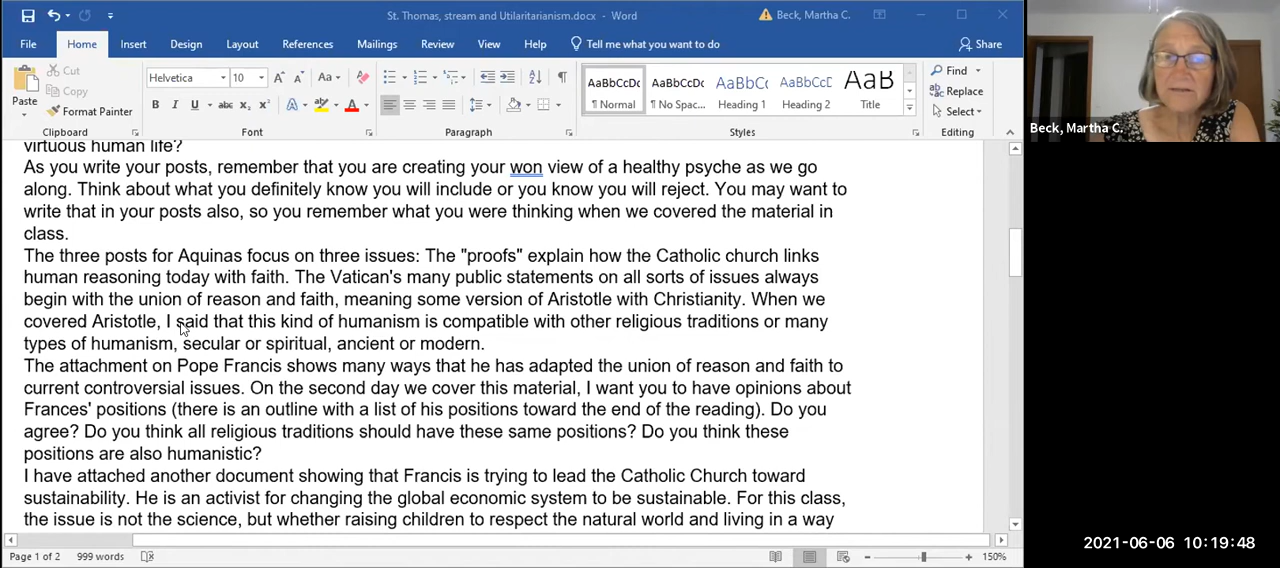 St. Thomas, stream and Utilaritarianism.docx - Word
Beck, Martha C.
File Home Insert Design Layout References Mailings Review View Help Tell me what you want to do Share
Paste
Cut
Copy
Format Painter
Clipboard
Helvetica 10
Font
Paragraph
AaBbCcDc AaBbCcDc AaBbC AaBbCcD AaB
¶ Normal ¶ No Spac... Heading 1 Heading 2 Title
Styles
Find
Replace
Select
Editing
virtuous human life?
As you write your posts, remember that you are creating your won view of a healthy psyche as we go
along. Think about what you definitely know you will include or you know you will reject. You may want to
write that in your posts also, so you remember what you were thinking when we covered the material in
class.
The three posts for Aquinas focus on three issues: The "proofs" explain how the Catholic church links
human reasoning today with faith. The Vatican's many public statements on all sorts of issues always
begin with the union of reason and faith, meaning some version of Aristotle with Christianity. When we
covered Aristotle, I said that this kind of humanism is compatible with other religious traditions or many
types of humanism, secular or spiritual, ancient or modern.
The attachment on Pope Francis shows many ways that he has adapted the union of reason and faith to
current controversial issues. On the second day we cover this material, I want you to have opinions about
Frances' positions (there is an outline with a list of his positions toward the end of the reading). Do you
agree? Do you think all religious traditions should have these same positions? Do you think these
positions are also humanistic?
I have attached another document showing that Francis is trying to lead the Catholic Church toward
sustainability. He is an activist for changing the global economic system to be sustainable. For this class,
the issue is not the science, but whether raising children to respect the natural world and living in a way
Page 1 of 2 999 words 150%
Beck, Martha C.
2021-06-06 10:19:48